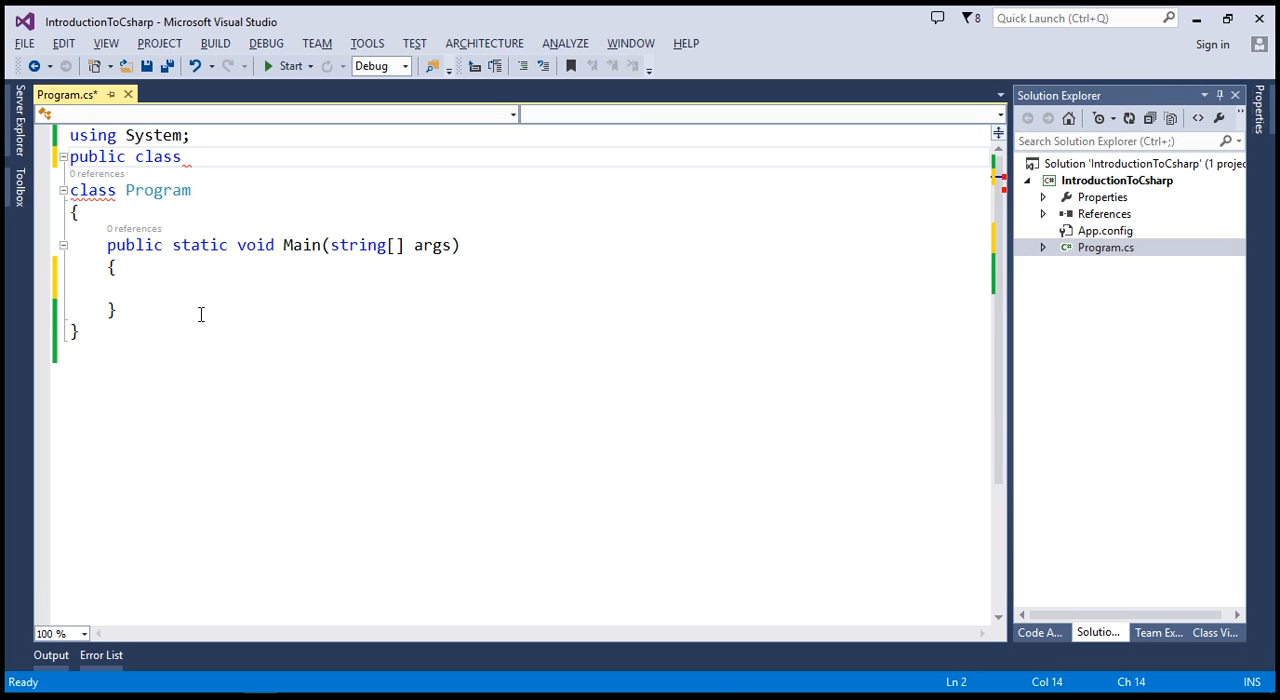 IntroductionToCsharp - Microsoft Visual Studio
8
Quick Launch (Ctrl+Q)
FILE EDIT VIEW PROJECT BUILD DEBUG TEAM TOOLS TEST ARCHITECTURE ANALYZE WINDOW HELP
Sign in
Start Debug
Server Explorer
Toolbox
Program.cs*
using System;
public class
0 references
class Program
{
0 references
public static void Main(string[] args)
{
}
}
100 %
Solution Explorer
Search Solution Explorer (Ctrl+;)
Solution 'IntroductionToCsharp' (1 projec
IntroductionToCsharp
Properties
References
App.config
Program.cs
Code A... Solutio... Team Ex... Class Vi...
Properties
Output Error List
Ready Ln 2 Col 14 Ch 14 INS